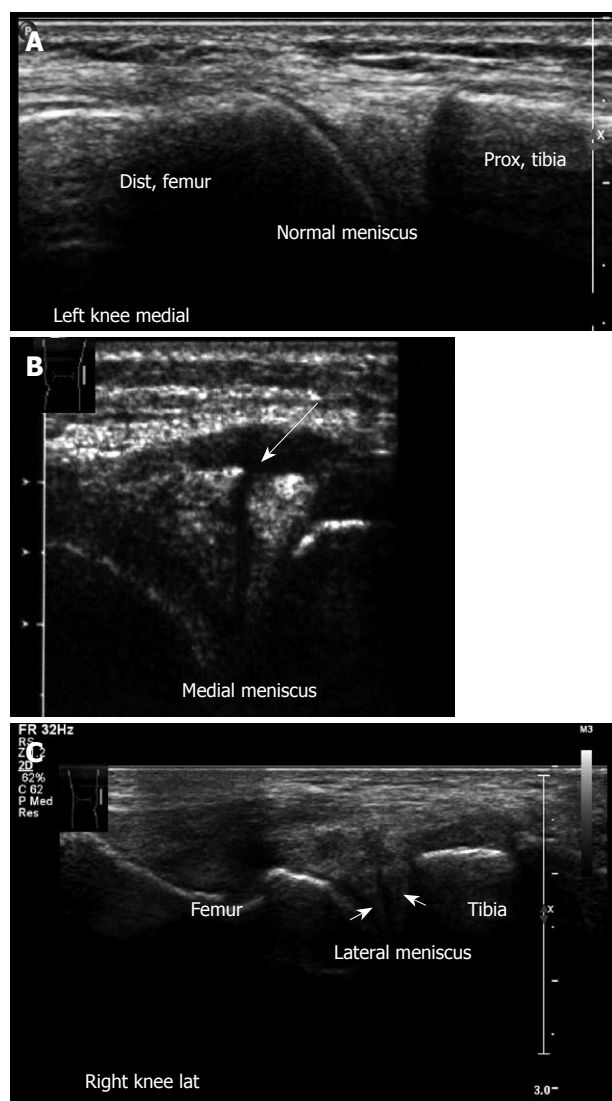 A
P
Dist, femur
Prox, tibia
X
Normal meniscus
Left knee medial
B
Medial meniscus
FR 32Hz
RS
2D
62%
C 62
P Med
Res
C
M3
Femur
Tibia
x
Lateral meniscus
Right knee lat
3.0